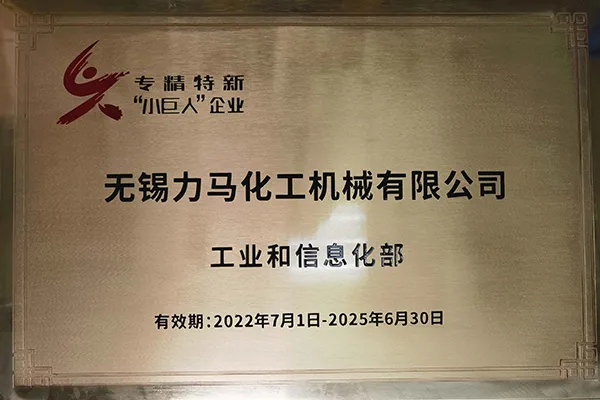 专精特新
“小巨人”企业
无锡力马化工机械有限公司
工业和信息化部
有效期:2022年7月1日-2025年6月30日